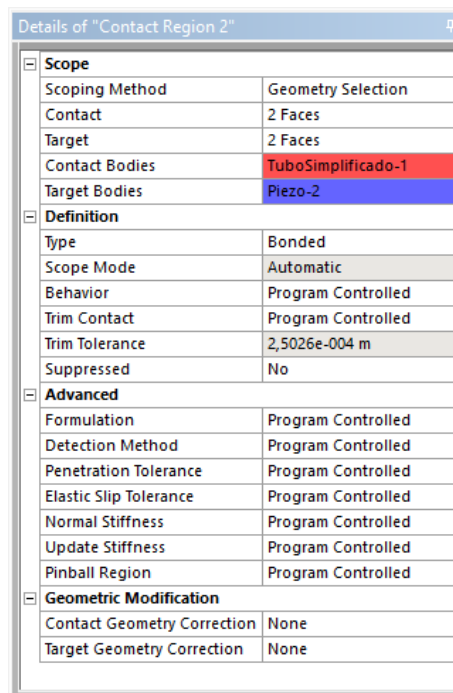 Details of "Contact Region 2"
Scope
Scoping Method Geometry Selection
Contact 2 Faces
Target 2 Faces
Contact Bodies TuboSimplificado-1
Target Bodies Piezo-2
Definition
Type Bonded
Scope Mode Automatic
Behavior Program Controlled
Trim Contact Program Controlled
Trim Tolerance 2,5026e-004 m
Suppressed No
Advanced
Formulation Program Controlled
Detection Method Program Controlled
Penetration Tolerance Program Controlled
Elastic Slip Tolerance Program Controlled
Normal Stiffness Program Controlled
Update Stiffness Program Controlled
Pinball Region Program Controlled
Geometric Modification
Contact Geometry Correction None
Target Geometry Correction None